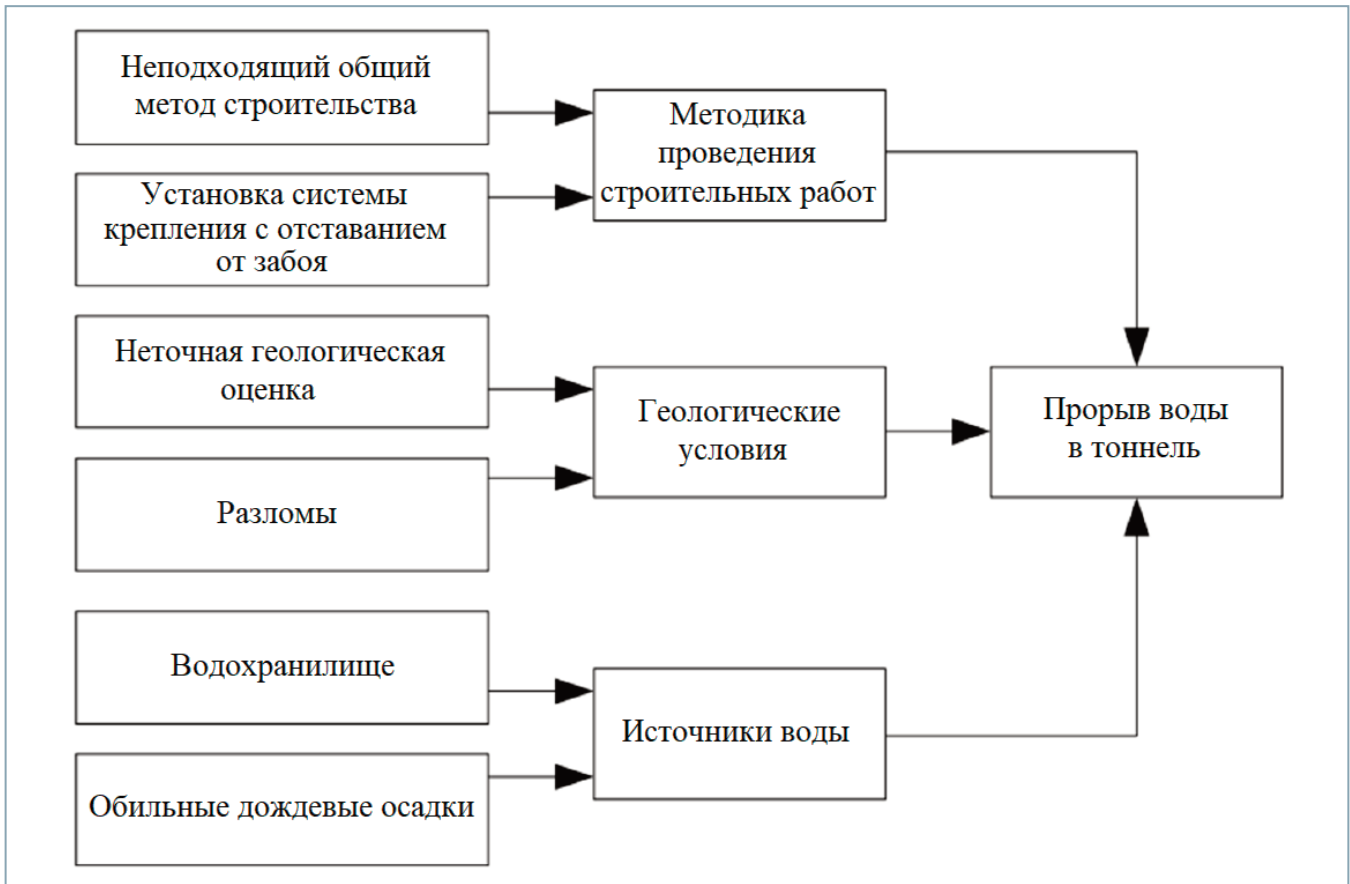 Неподходящий общий
метод строительства
Установка системы
крепления с отставанием
от забоя
Методика
проведения
строительных работ
Неточная геологическая
оценка
Разломы
Геологические
условия
Прорыв воды
в тоннель
Водохранилище
Обильные дождевые осадки
Источники воды